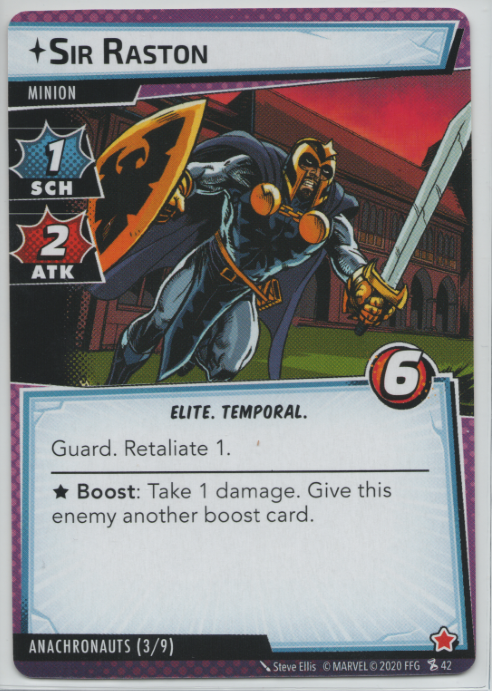 SIR RASTON
MINION
1
SCH
2
ATK
6
ELITE. TEMPORAL.
Guard. Retaliate 1.
★ Boost: Take 1 damage. Give this
enemy another boost card.
ANACHRONAUTS (3/9)
Steve Ellis © MARVEL © 2020 FFG 42